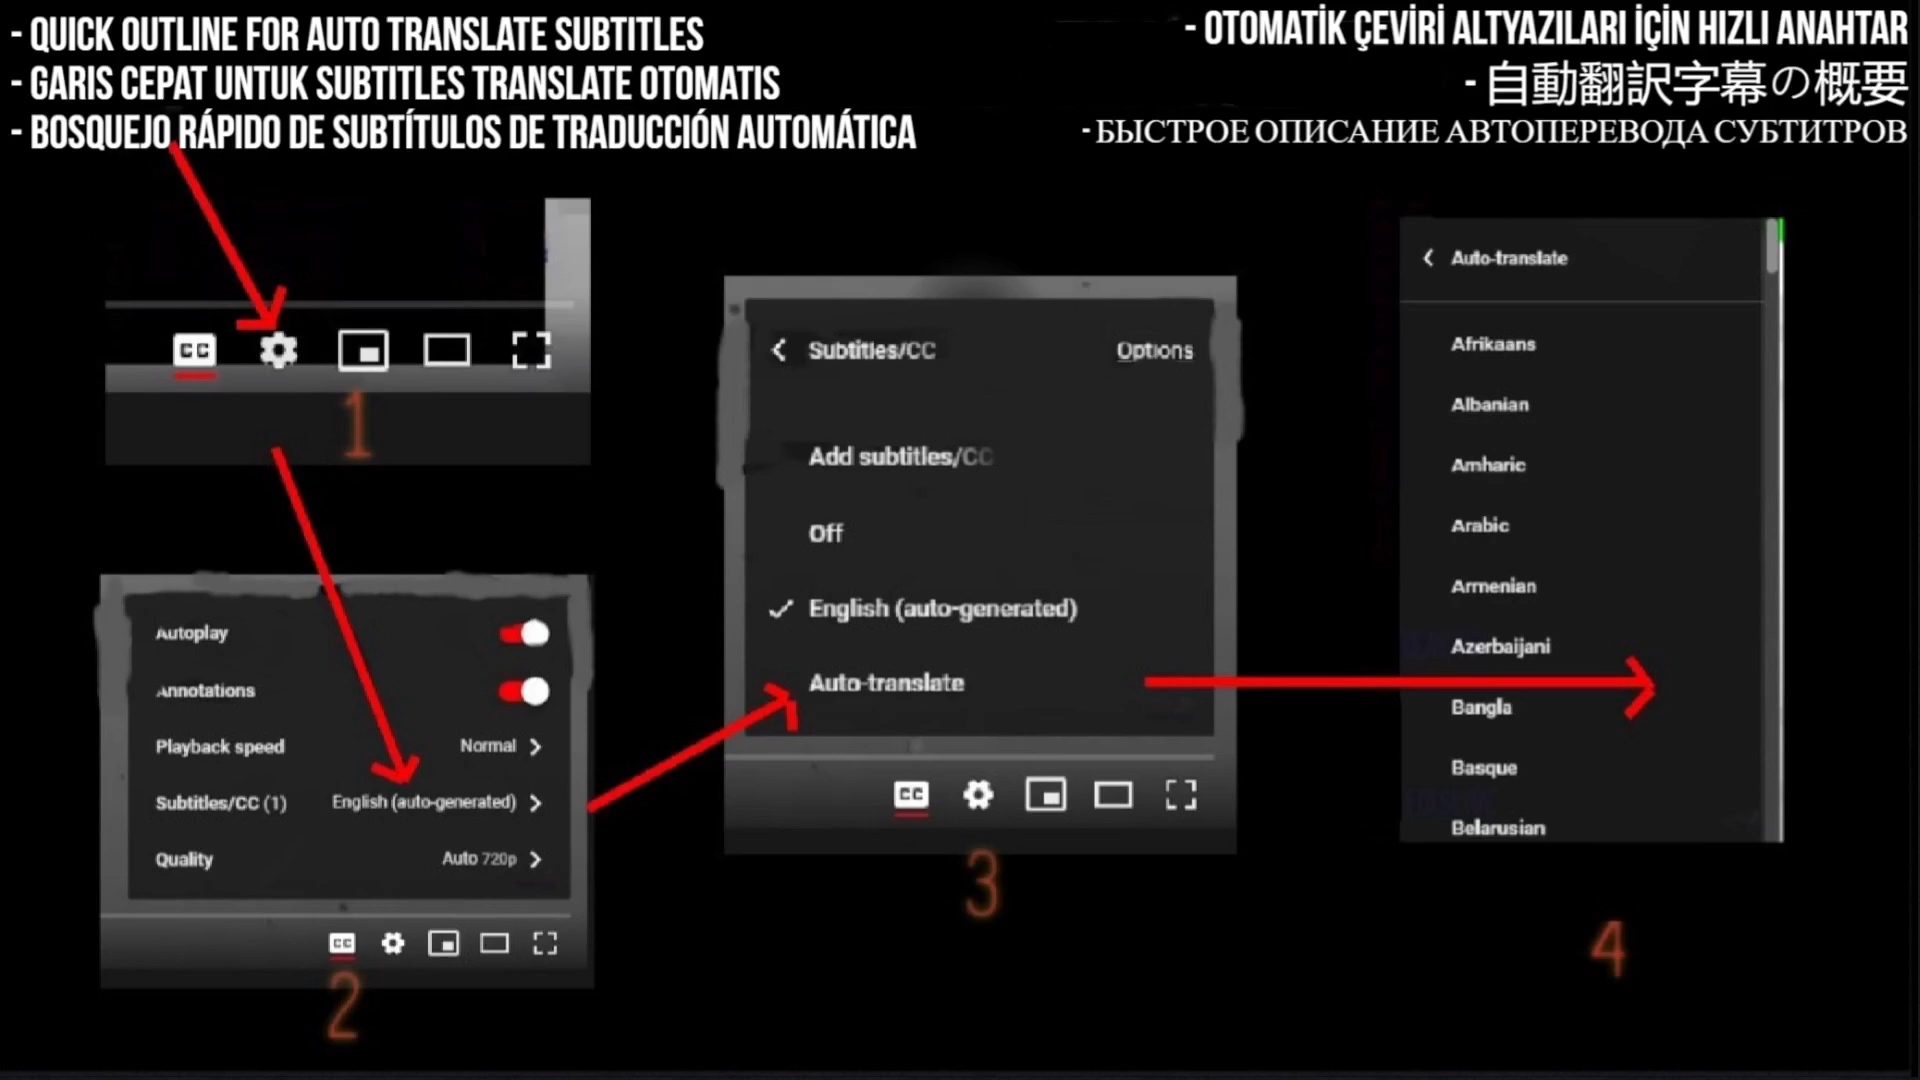 - QUICK OUTLINE FOR AUTO TRANSLATE SUBTITLES
- GARIS CEPAT UNTUK SUBTITLES TRANSLATE OTOMATIS
- BOSQUEJO RÁPIDO DE SUBTÍTULOS DE TRADUCCIÓN AUTOMÁTICA
- OTOMATİK ÇEVİRİ ALTYAZILARI İÇİN HIZLI ANAHTAR
- 自動翻訳字幕の概要
- БЫСТРОЕ ОПИСАНИЕ АВТОПЕРЕВОДА СУБТИТРОВ
CC
1
Autoplay
Annotations
Playback speed Normal
Subtitles/CC (1) English (auto-generated)
Quality Auto 720p
CC
2
Subtitles/CC Options
Add subtitles/CC
Off
English (auto-generated)
Auto-translate
CC
3
Auto-translate
Afrikaans
Albanian
Amharic
Arabic
Armenian
Azerbaijani
Bangla
Basque
Belarusian
4